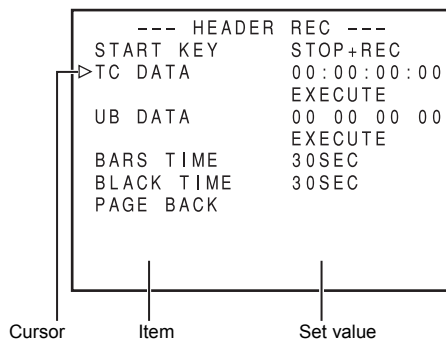 --- HEADER REC ---
START KEY STOP+REC
TC DATA 00:00:00:00
EXECUTE
UB DATA 00 00 00 00
EXECUTE
BARS TIME 30SEC
BLACK TIME 30SEC
PAGE BACK
Cursor Item Set value